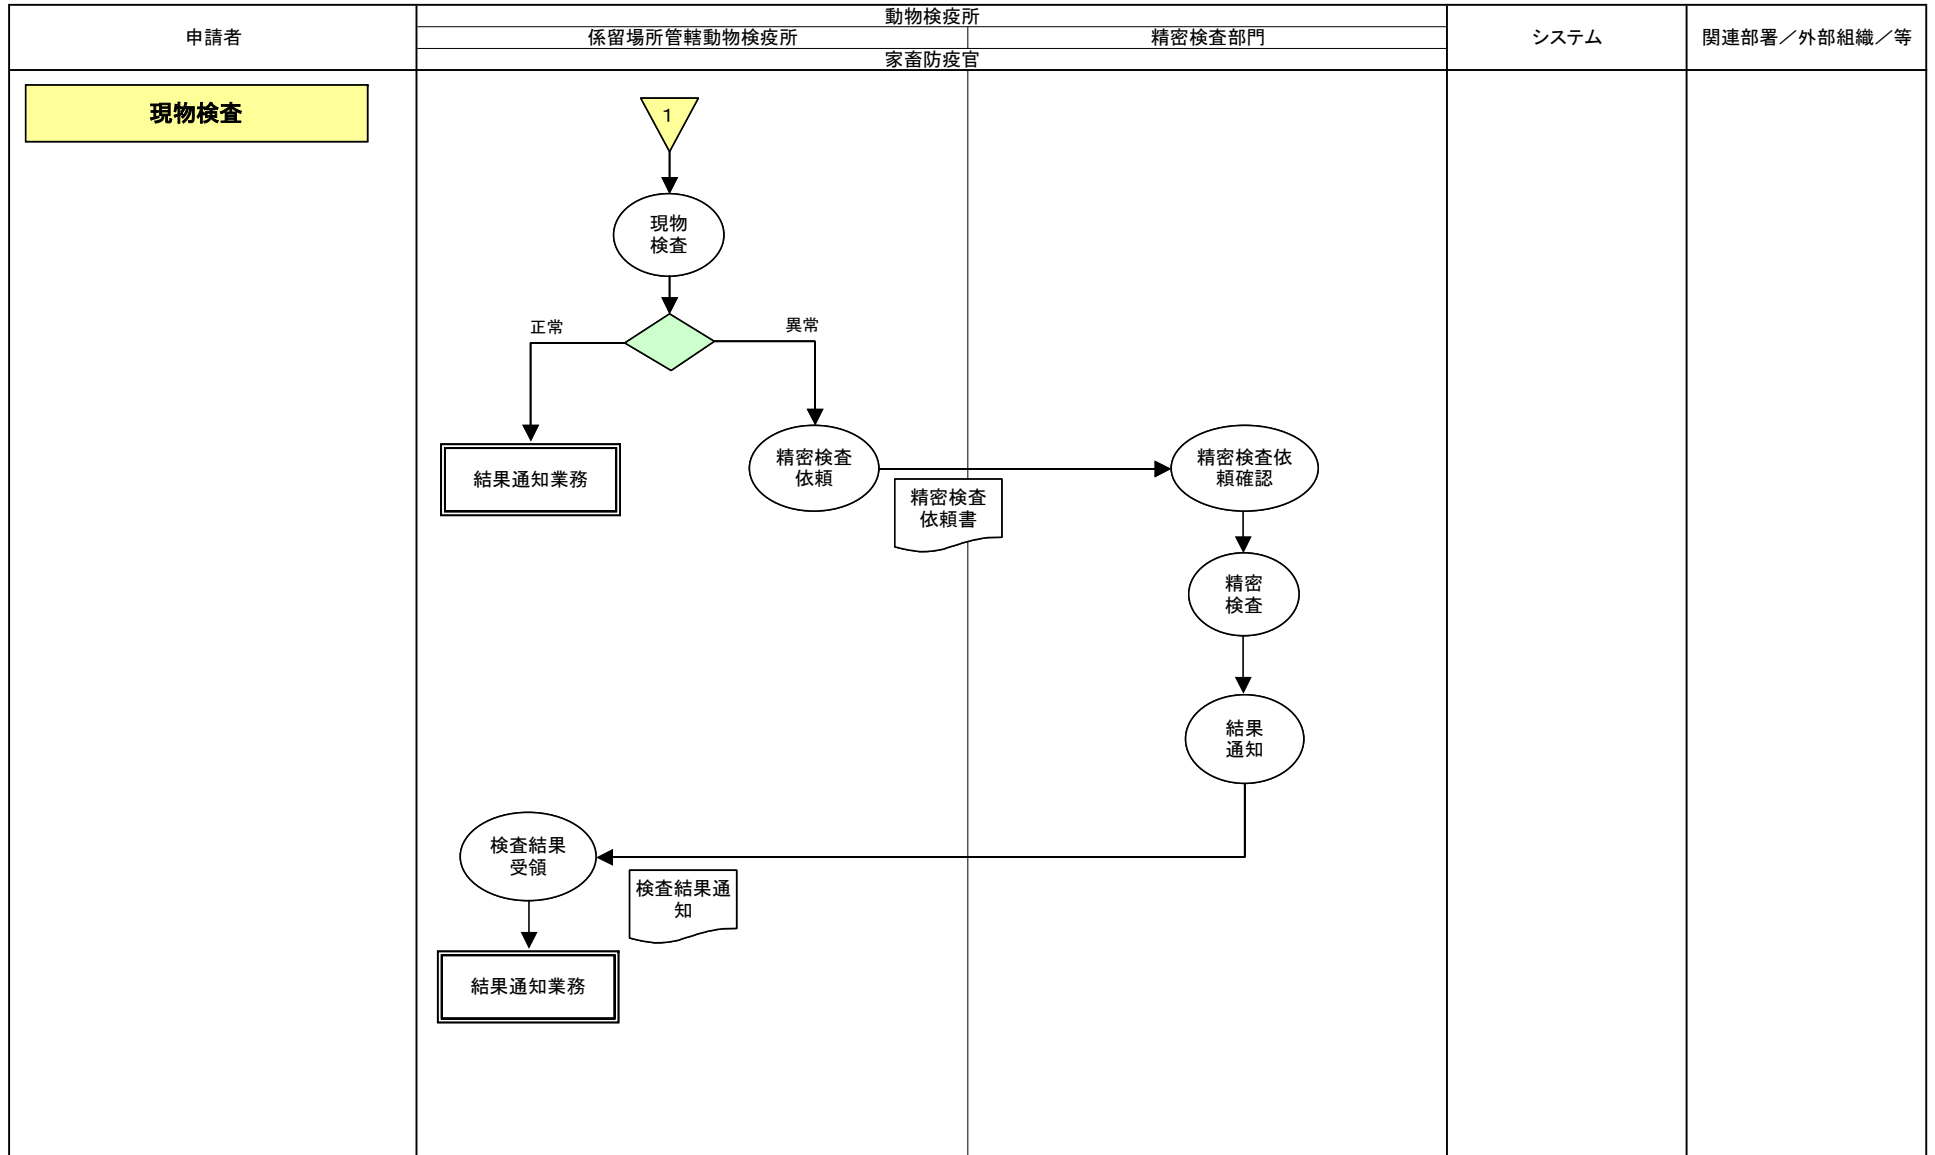 申請者
動物検疫所
係留場所管轄動物検疫所
精密検査部門
家畜防疫官
システム
関連部署／外部組織／等
現物検査
1
現物
検査
正常
異常
結果通知業務
精密検査
依頼
精密検査
依頼書
精密検査依
頼確認
精密
検査
結果
通知
検査結果
受領
検査結果通
知
結果通知業務